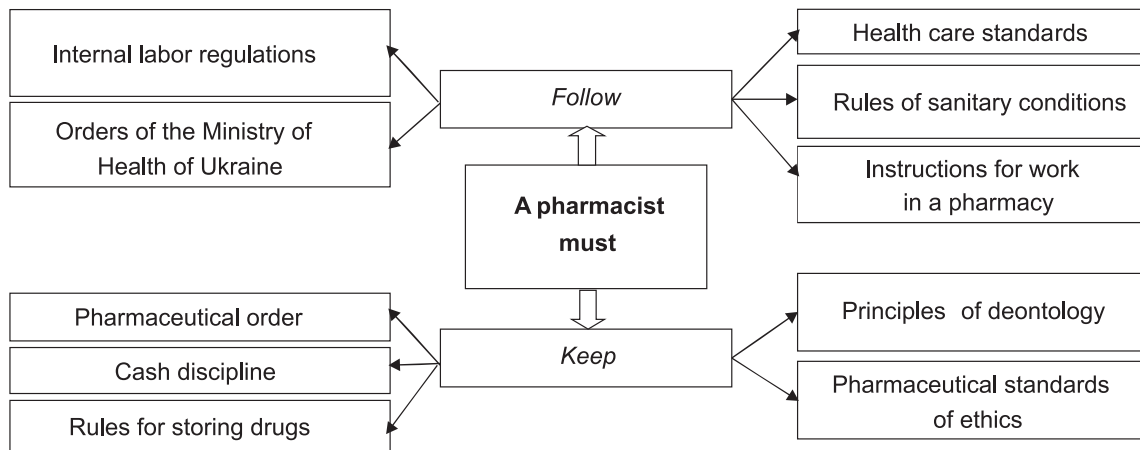 Internal labor regulations
Orders of the Ministry of
Health of Ukraine
Follow
Health care standards
Rules of sanitary conditions
Instructions for work
in a pharmacy
A pharmacist
must
Pharmaceutical order
Cash discipline
Rules for storing drugs
Keep
Principles of deontology
Pharmaceutical standards
of ethics